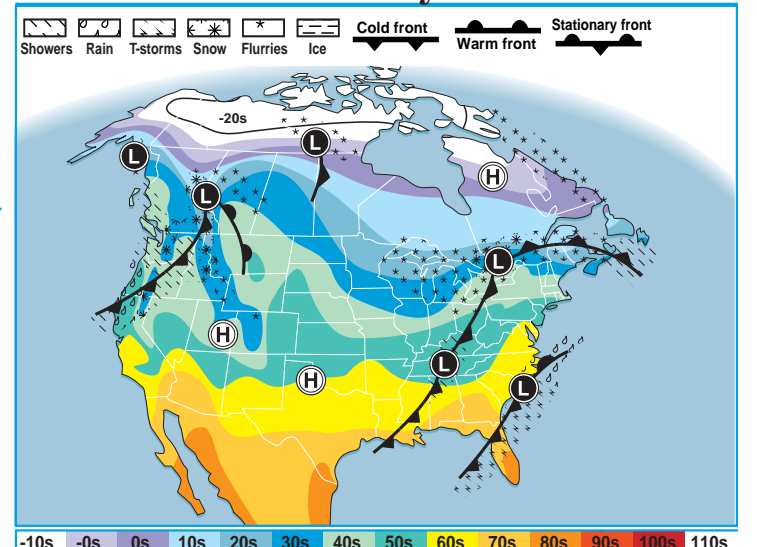 Showers Rain T-storms Snow Flurries Ice
Cold front
Warm front
Stationary front
-20s
L
L
H
L
L
H
L
H
L
-10s -0s 0s 10s 20s 30s 40s 50s 60s 70s 80s 90s 100s 110s